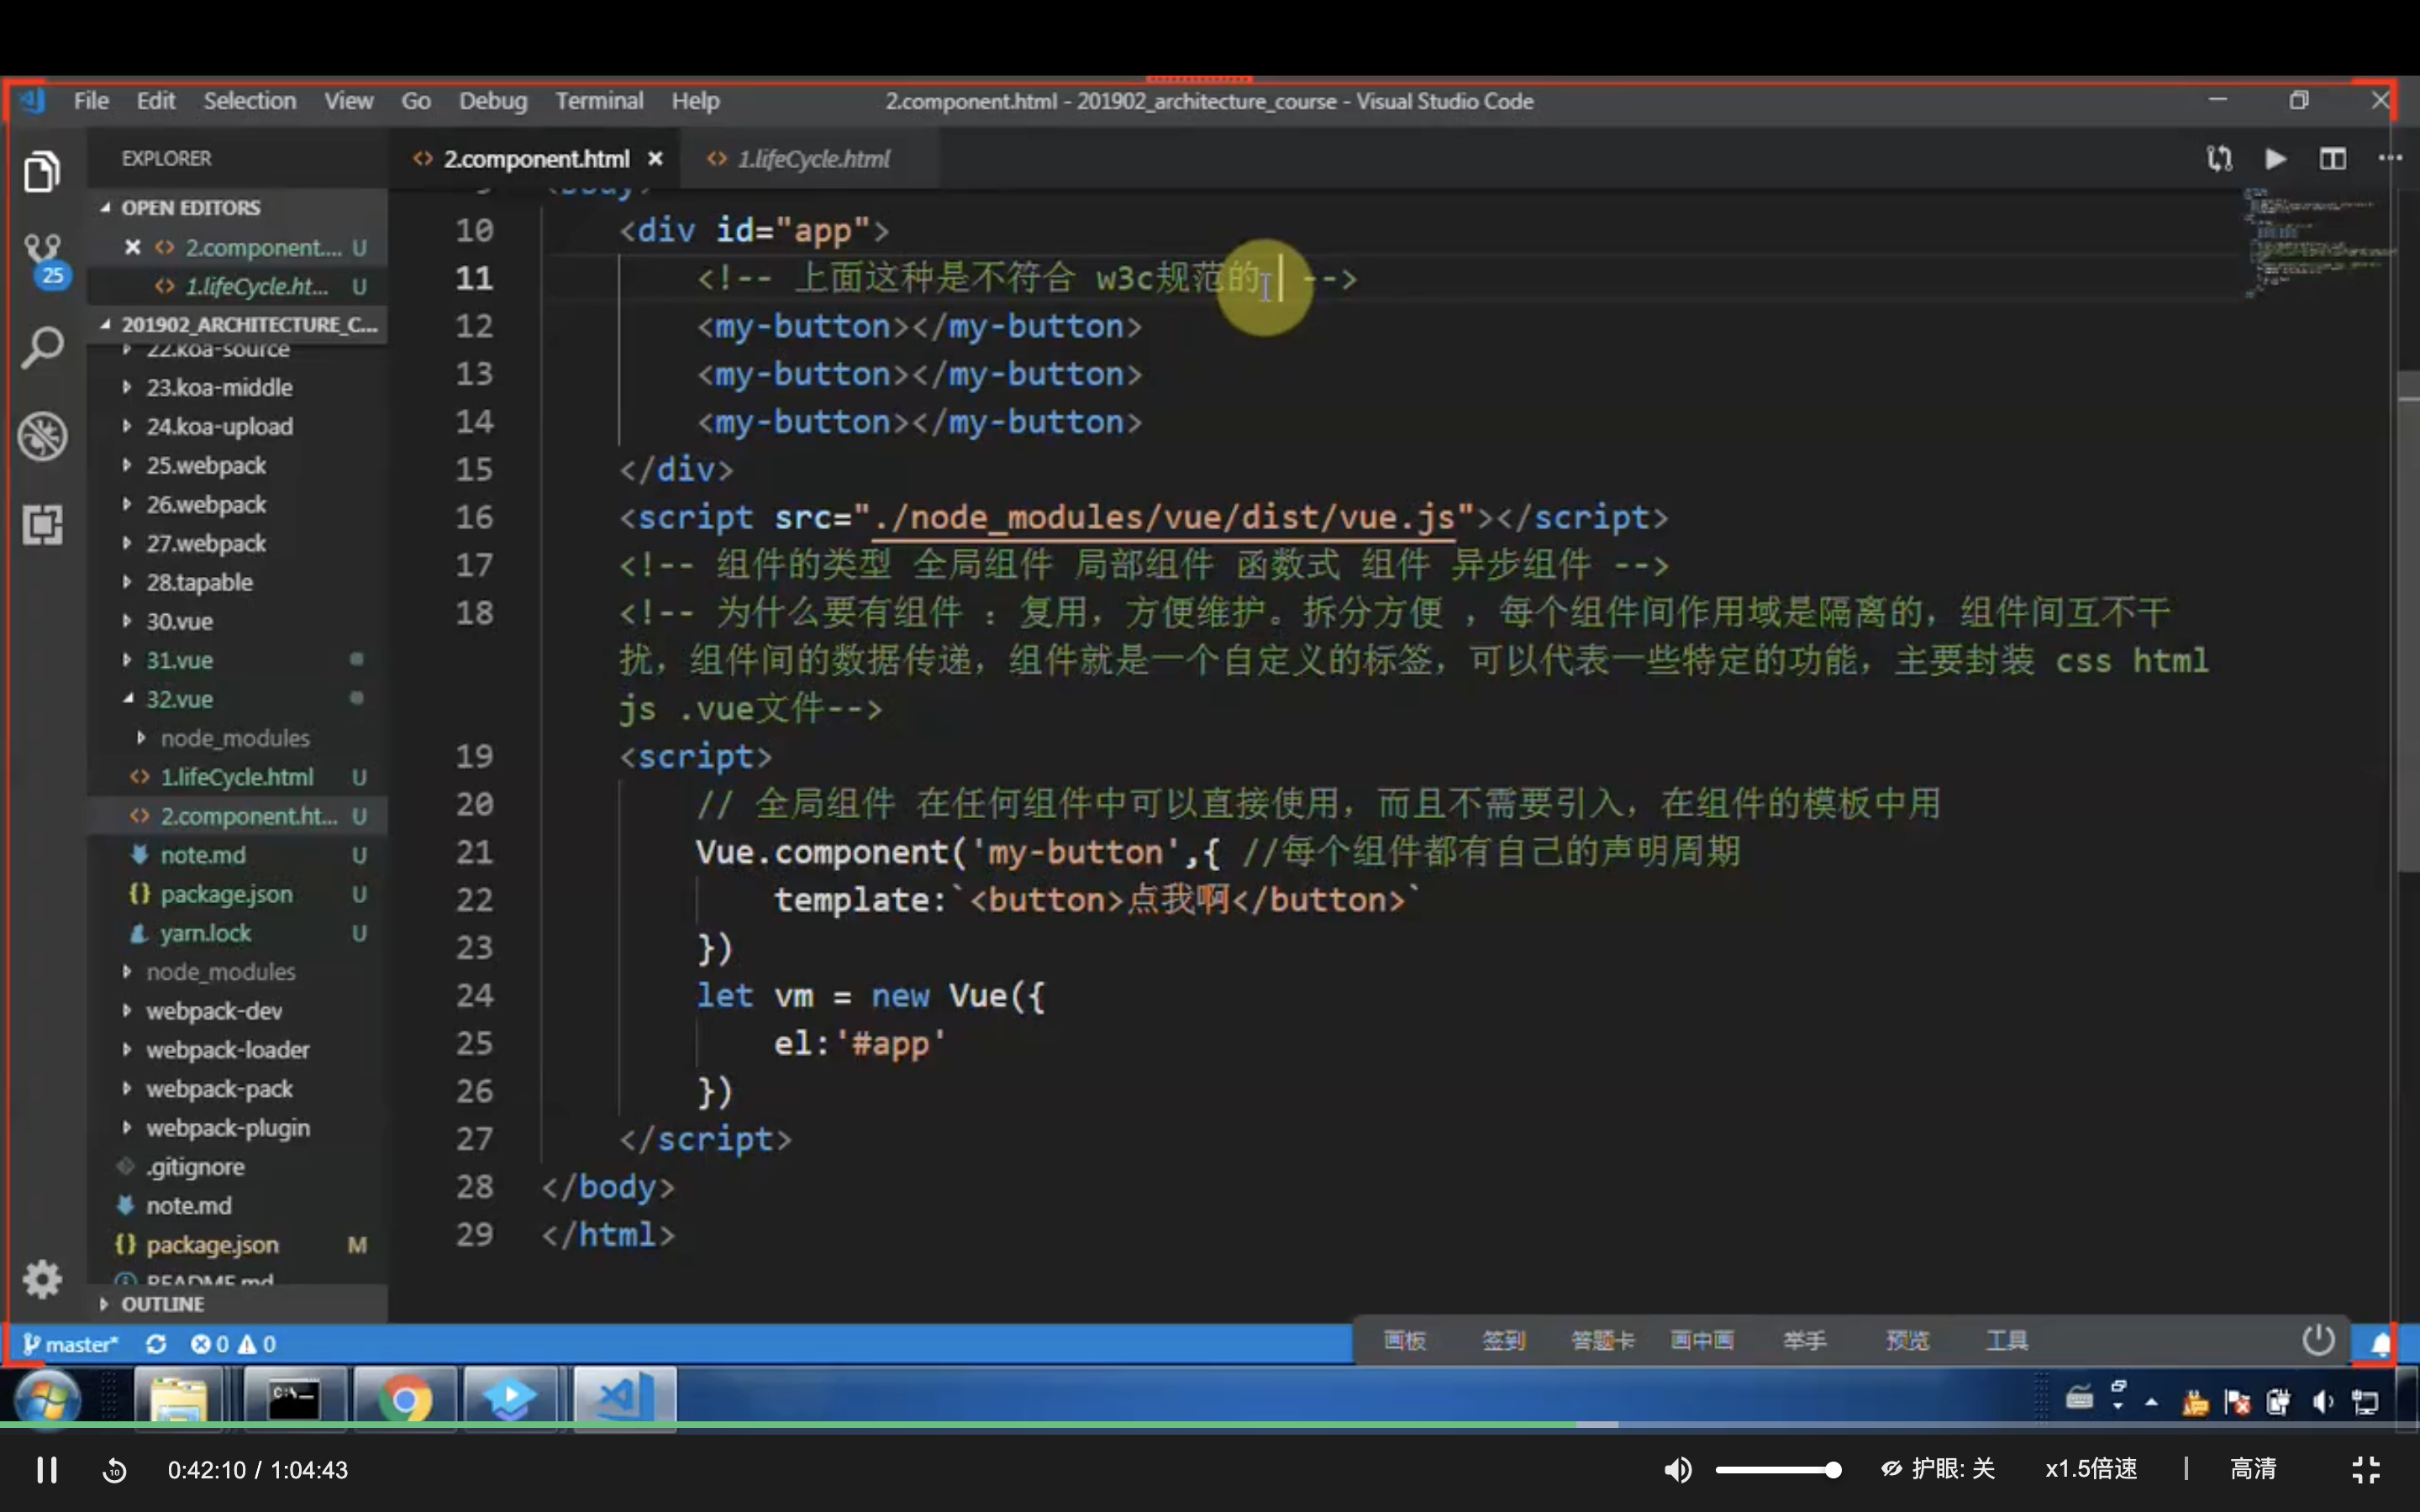 File Edit Selection View Go Debug Terminal Help
2.component.html - 201902_architecture_course - Visual Studio Code
EXPLORER
2.component.html
1.lifeCycle.html
OPEN EDITORS
2.component.... U
1.lifeCycle.ht... U
201902_ARCHITECTURE_C...
22.koa-source
23.koa-middle
24.koa-upload
25.webpack
26.webpack
27.webpack
28.tapable
30.vue
31.vue
32.vue
node_modules
1.lifeCycle.html U
2.component.ht... U
note.md U
package.json U
yarn.lock U
node_modules
webpack-dev
webpack-loader
webpack-pack
webpack-plugin
.gitignore
note.md
package.json M
README.md
OUTLINE
25
9 <body>
10 <div id="app">
11 <!-- 上面这种是不符合 w3c规范的 -->
12 <my-button></my-button>
13 <my-button></my-button>
14 <my-button></my-button>
15 </div>
16 <script src="./node_modules/vue/dist/vue.js"></script>
17 <!-- 组件的类型 全局组件 局部组件 函数式 组件 异步组件 -->
18 <!-- 为什么要有组件 : 复用，方便维护。拆分方便 ，每个组件间作用域是隔离的，组件间互不干
扰，组件间的数据传递，组件就是一个自定义的标签，可以代表一些特定的功能，主要封装 css html
js .vue文件-->
19 <script>
20 // 全局组件 在任何组件中可以直接使用，而且不需要引入，在组件的模板中用
21 Vue.component('my-button',{ //每个组件都有自己的声明周期
22 template:`<button>点我啊</button>`
23 })
24 let vm = new Vue({
25 el:'#app'
26 })
27 </script>
28 </body>
29 </html>
master* 0 0
画板 签到 答题卡 画中画 举手 预览 工具
C:\_
10
0:42:10 / 1:04:43
护眼: 关 x1.5倍速 | 高清